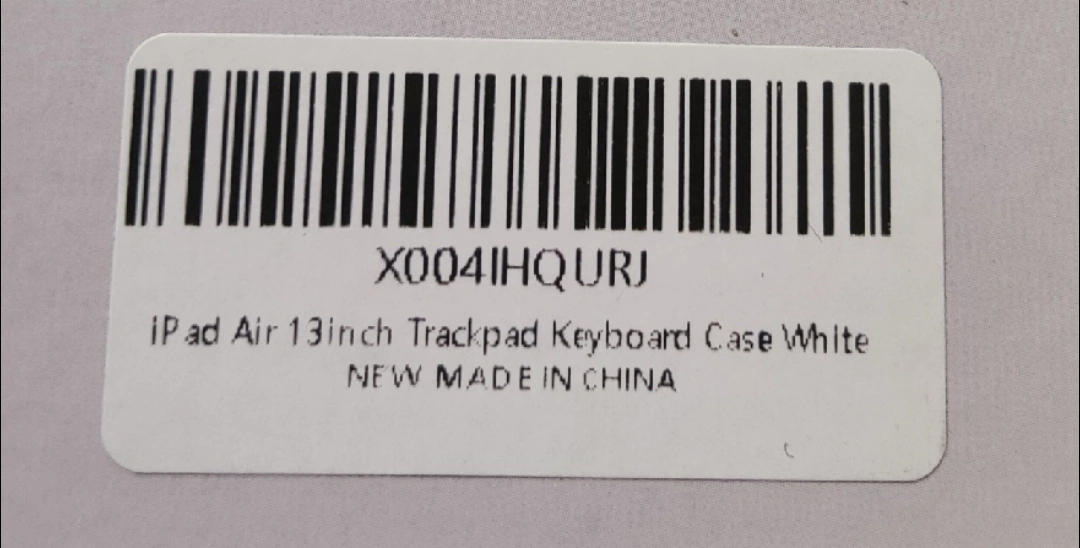 X004IHQURJ
iPad Air 13inch Trackpad Keyboard Case White
NEW MADE IN CHINA